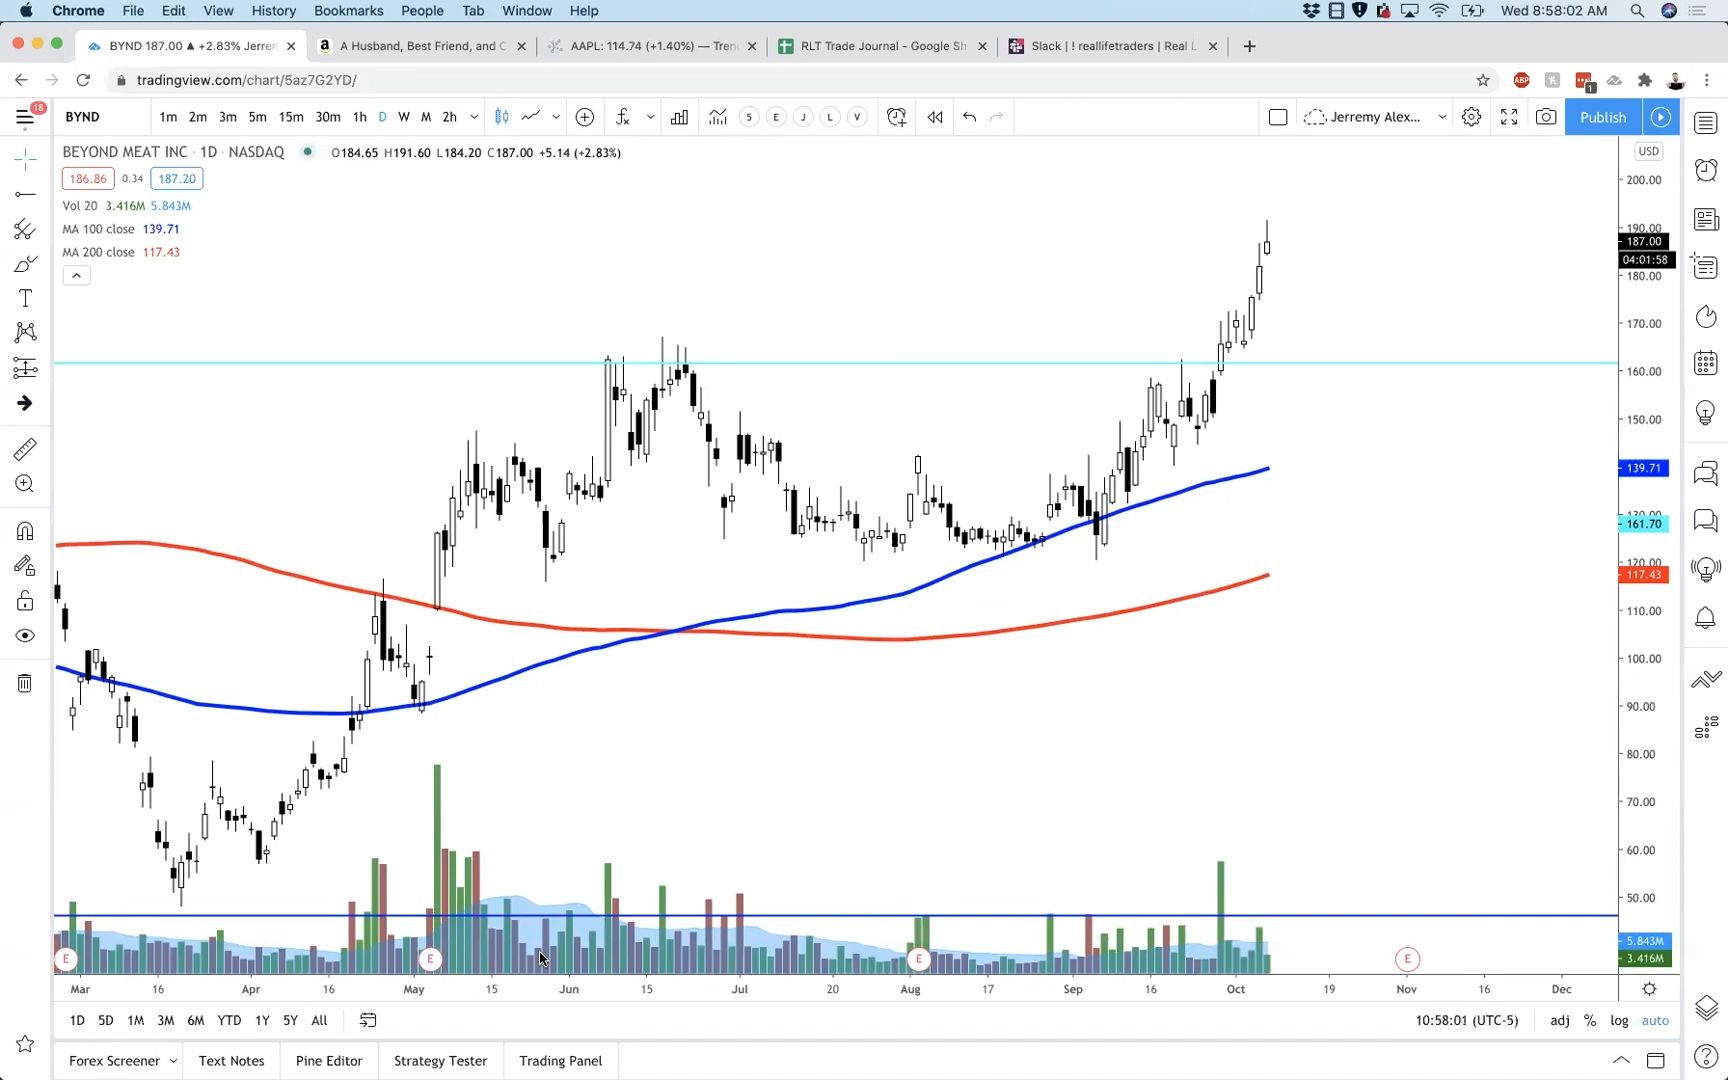 Chrome File Edit View History Bookmarks People Tab Window Help Wed 8:58:02 AM
BYND 187.00 ▲ +2.83% Jerren A Husband, Best Friend, and C AAPL: 114.74 (+1.40%) — Tren RLT Trade Journal - Google Sh Slack | ! reallifetraders | Real L
tradingview.com/chart/5az7G2YD/ ABP 1
18 BYND 1m 2m 3m 5m 15m 30m 1h D W M 2h 5 E J L V Jerremy Alex... Publish
BEYOND MEAT INC · 1D · NASDAQ O184.65 H191.60 L184.20 C187.00 +5.14 (+2.83%) USD
186.86 0.34 187.20
200.00
Vol 20 3.416M 5.843M
MA 100 close 139.71
190.00
187.00
MA 200 close 117.43
04:01:58
180.00
170.00
160.00
150.00
139.71
130.00
161.70
120.00
117.43
110.00
100.00
90.00
80.00
70.00
60.00
50.00
5.843M
3.416M
E E E E
Mar 16 Apr 16 May 15 Jun 15 Jul 20 Aug 17 Sep 16 Oct 19 Nov 16 Dec
1D 5D 1M 3M 6M YTD 1Y 5Y All 10:58:01 (UTC-5) adj % log auto
Forex Screener Text Notes Pine Editor Strategy Tester Trading Panel